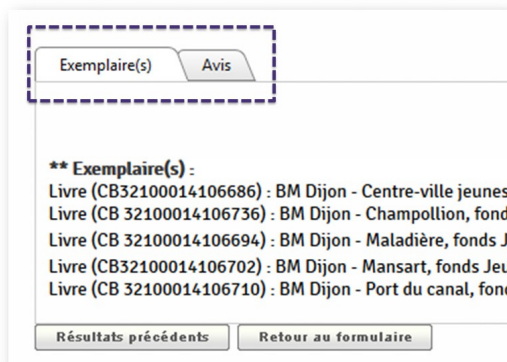 Exemplaire(s) Avis
** Exemplaire(s) :
Livre (CB32100014106686) : BM Dijon - Centre-ville jeunes
Livre (CB32100014106736) : BM Dijon - Champollion, fond
Livre (CB 32100014106694) : BM Dijon - Maladière, fonds J
Livre (CB32100014106702) : BM Dijon - Mansart, fonds Jeu
Livre (CB 32100014106710) : BM Dijon - Port du canal, fon
Résultats précédents Retour au formulaire